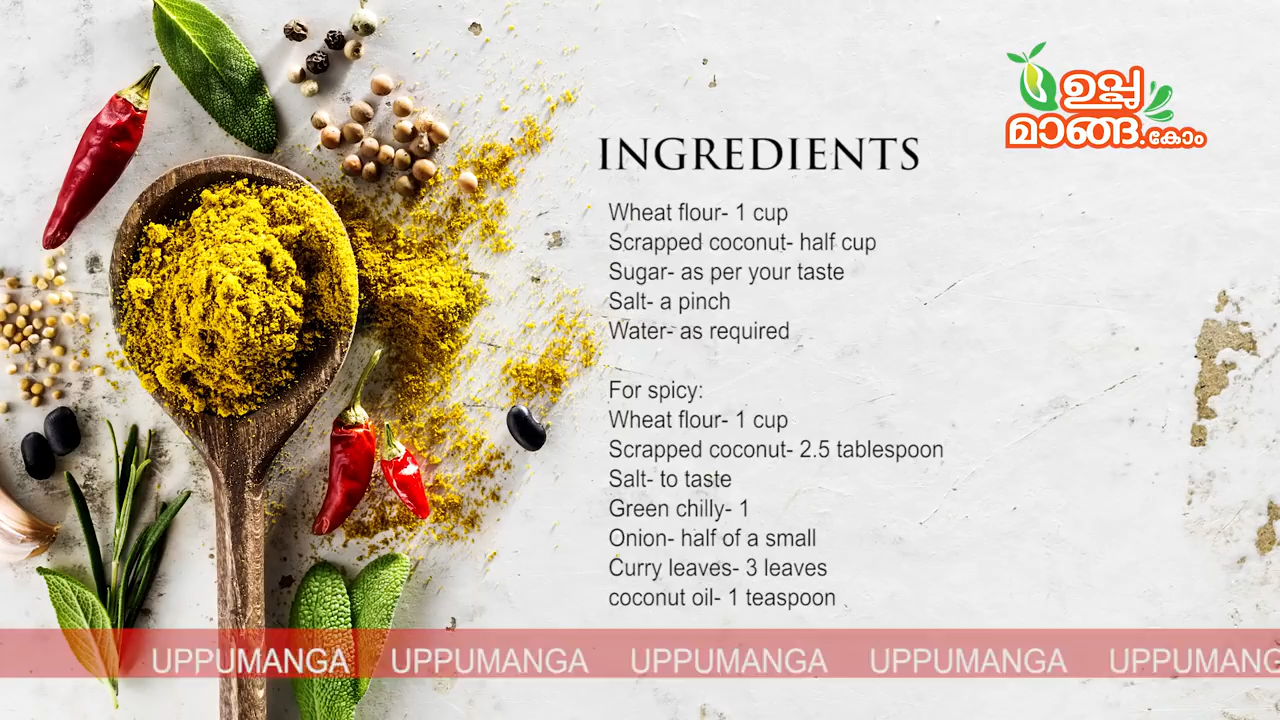 ഉപ്പു
മാങ്ങ.കോം
INGREDIENTS
Wheat flour- 1 cup
Scrapped coconut- half cup
Sugar- as per your taste
Salt- a pinch
Water- as required
For spicy:
Wheat flour- 1 cup
Scrapped coconut- 2.5 tablespoon
Salt- to taste
Green chilly- 1
Onion- half of a small
Curry leaves- 3 leaves
coconut oil- 1 teaspoon
UPPUMANGA UPPUMANGA UPPUMANGA UPPUMANGA UPPUMANG